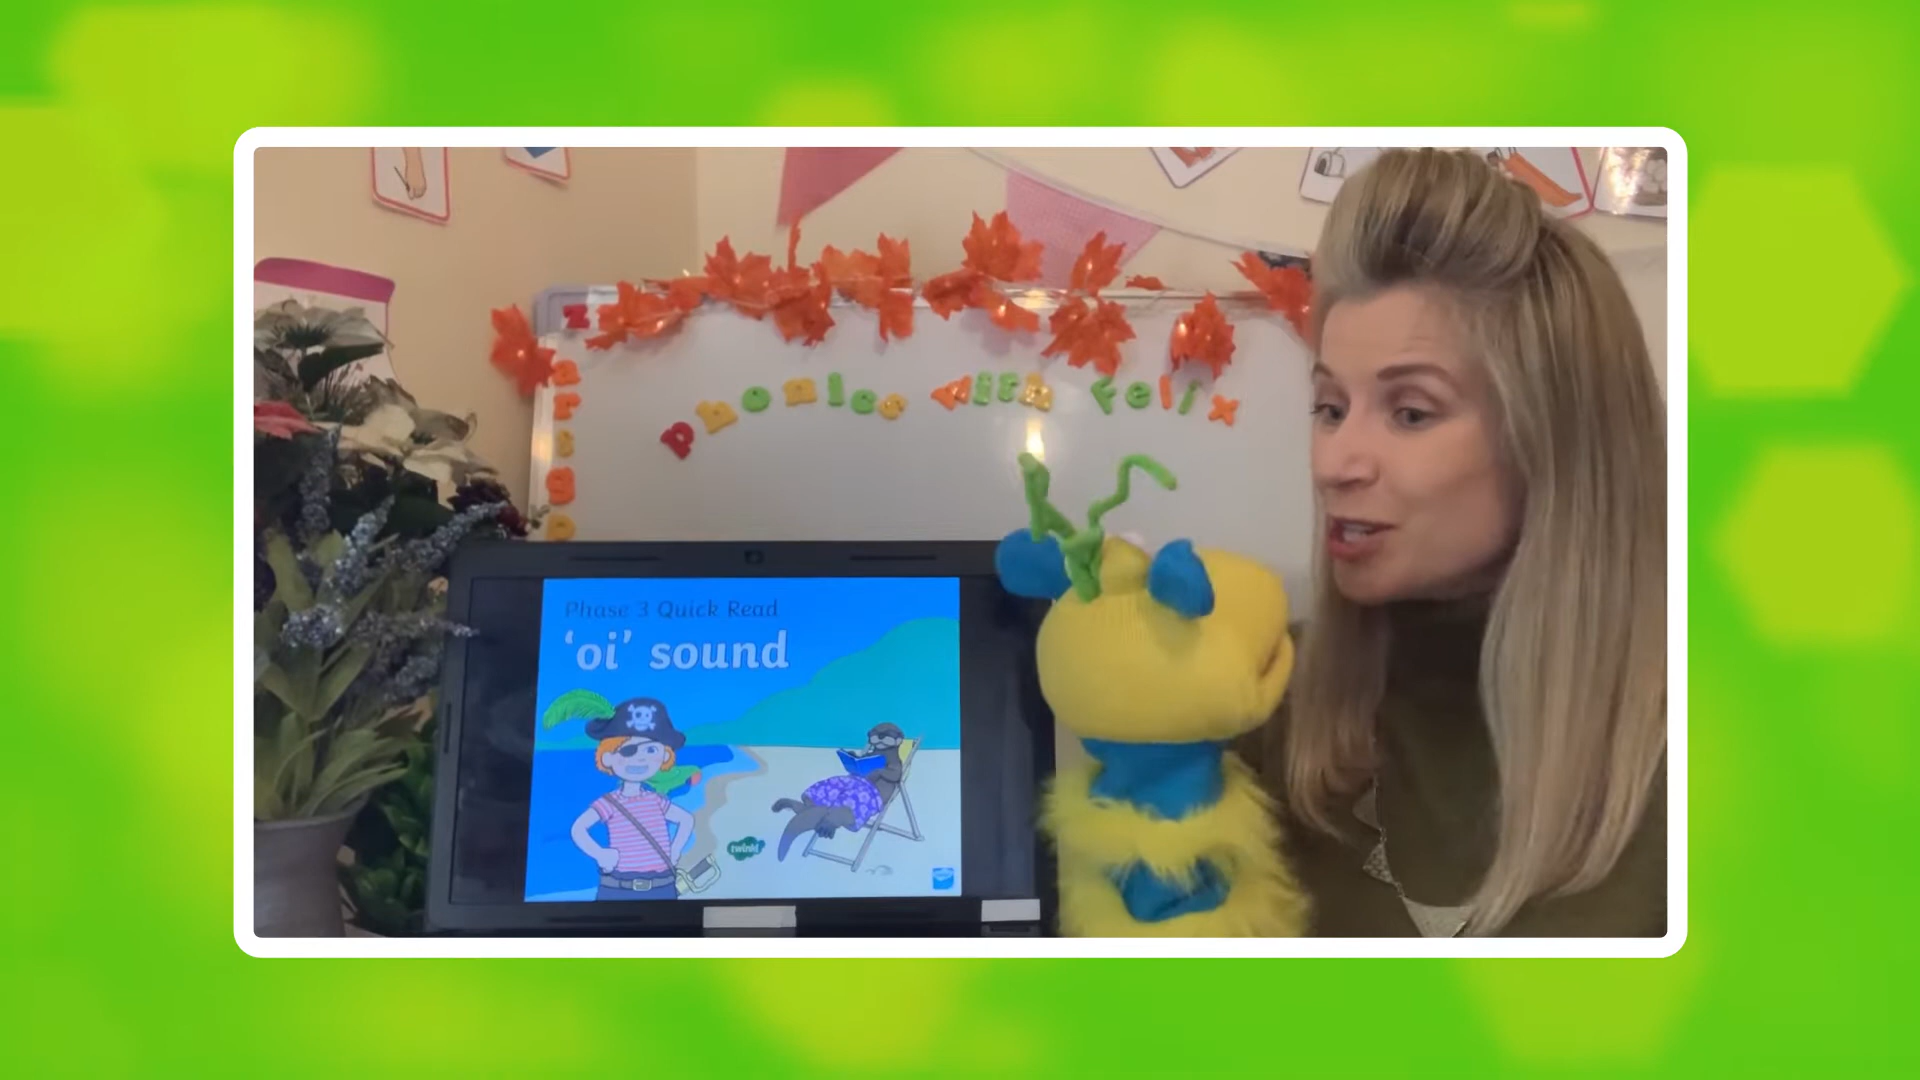 phonics with Felix
Phase 3 Quick Read
'oi' sound
twinkl